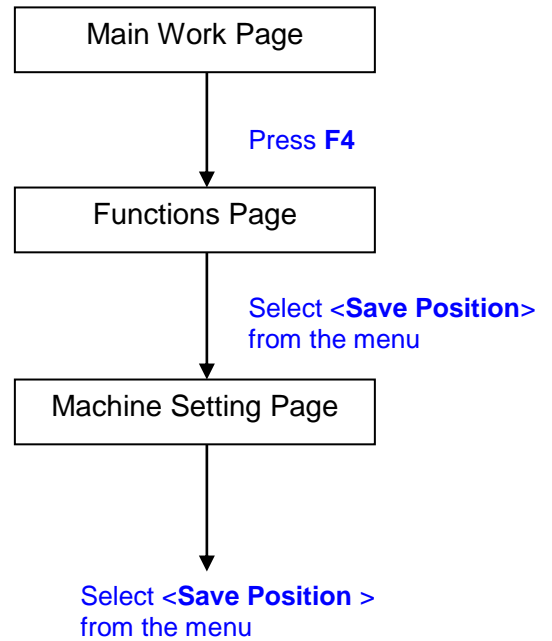 Main Work Page
Press F4
Functions Page
Select <Save Position>
from the menu
Machine Setting Page
Select <Save Position >
from the menu